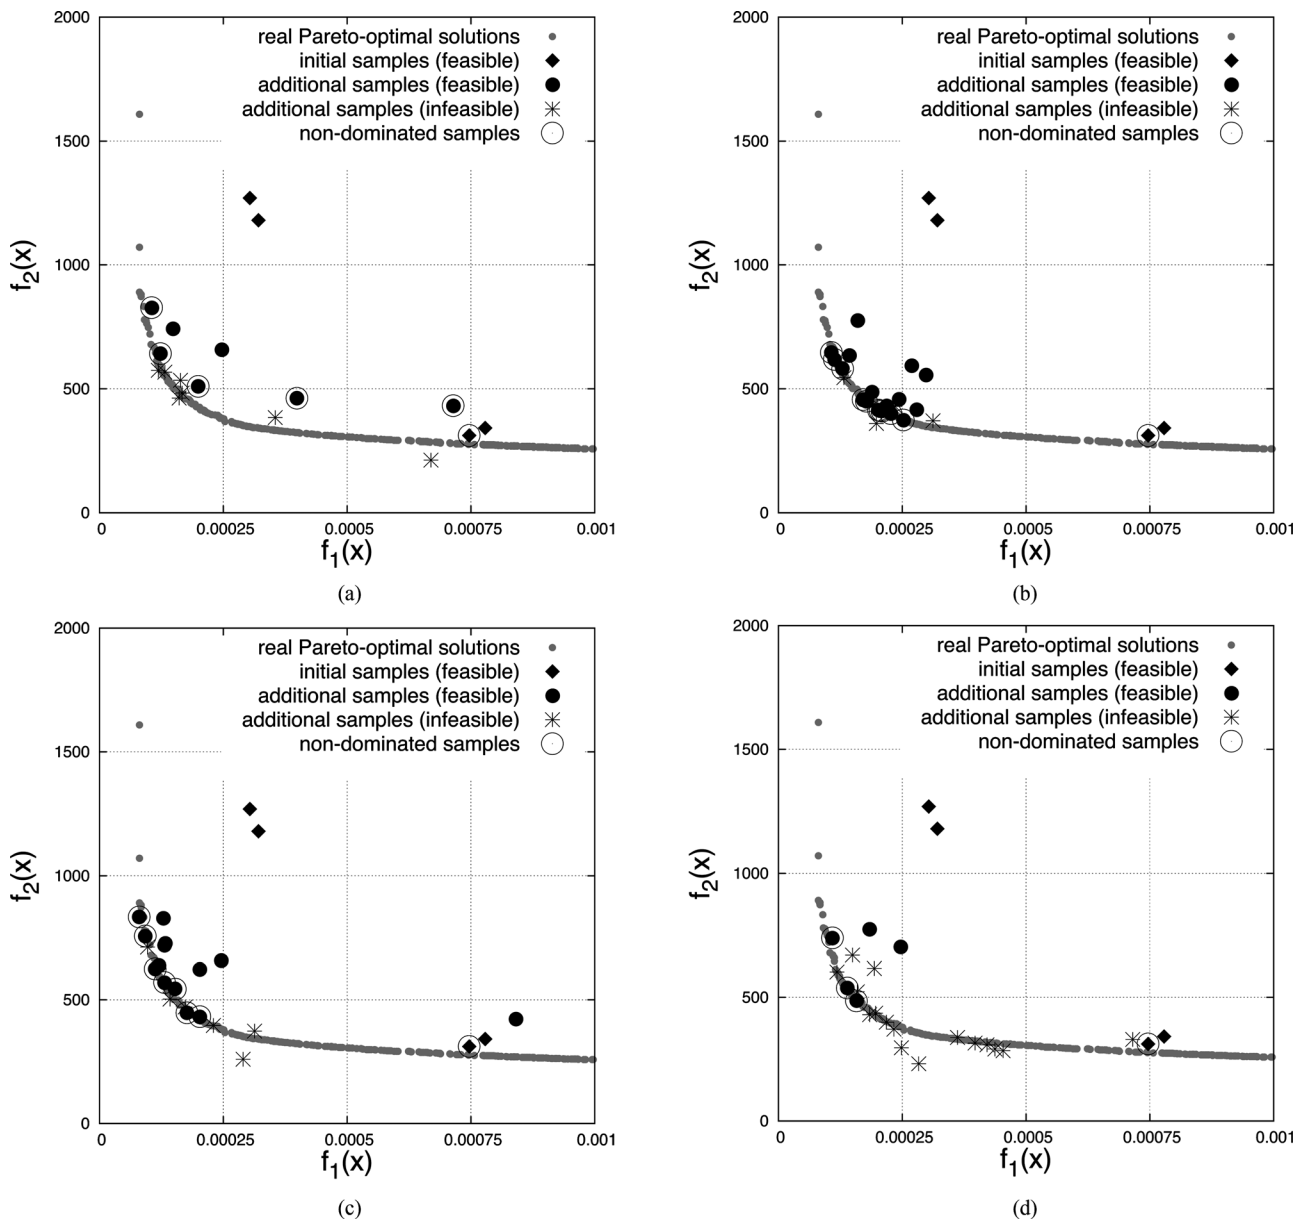 2000
real Pareto-optimal solutions
initial samples (feasible)
additional samples (feasible)
additional samples (infeasible)
non-dominated samples
1500
1000
500
0
f2(x)
0 0.00025 0.0005 0.00075 0.001
f1(x)
(a)
2000
real Pareto-optimal solutions
initial samples (feasible)
additional samples (feasible)
additional samples (infeasible)
non-dominated samples
1500
1000
500
0
f2(x)
0 0.00025 0.0005 0.00075 0.001
f1(x)
(b)
2000
real Pareto-optimal solutions
initial samples (feasible)
additional samples (feasible)
additional samples (infeasible)
non-dominated samples
1500
1000
500
0
f2(x)
0 0.00025 0.0005 0.00075 0.001
f1(x)
(c)
2000
real Pareto-optimal solutions
initial samples (feasible)
additional samples (feasible)
additional samples (infeasible)
non-dominated samples
1500
1000
500
0
f2(x)
0 0.00025 0.0005 0.00075 0.001
f1(x)
(d)